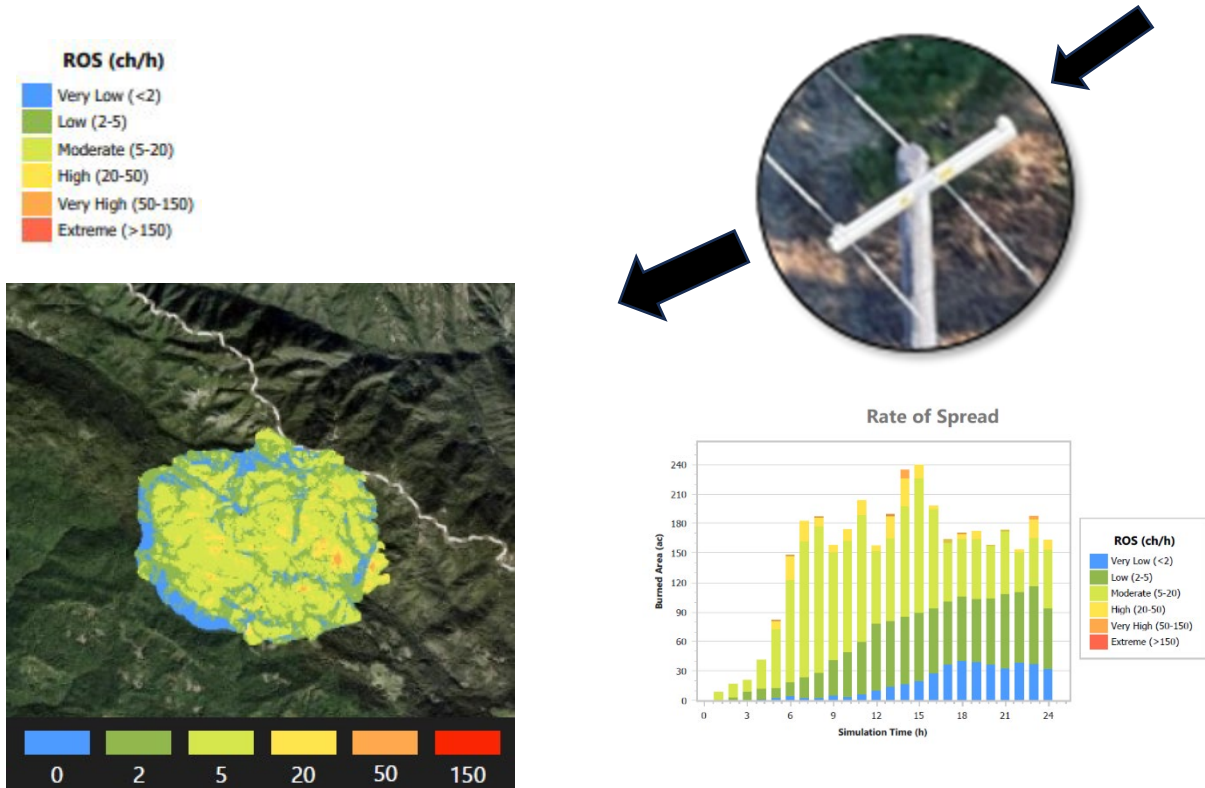 ROS (ch/h)
Very Low (<2)
Low (2-5)
Moderate (5-20)
High (20-50)
Very High (50-150)
Extreme (>150)
0 2 5 20 50 150
Rate of Spread
Burned Area (ac)
240
210
180
150
120
90
60
30
0
0 3 6 9 12 15 18 21 24
Simulation Time (h)
ROS (ch/h)
Very Low (<2)
Low (2-5)
Moderate (5-20)
High (20-50)
Very High (50-150)
Extreme (>150)